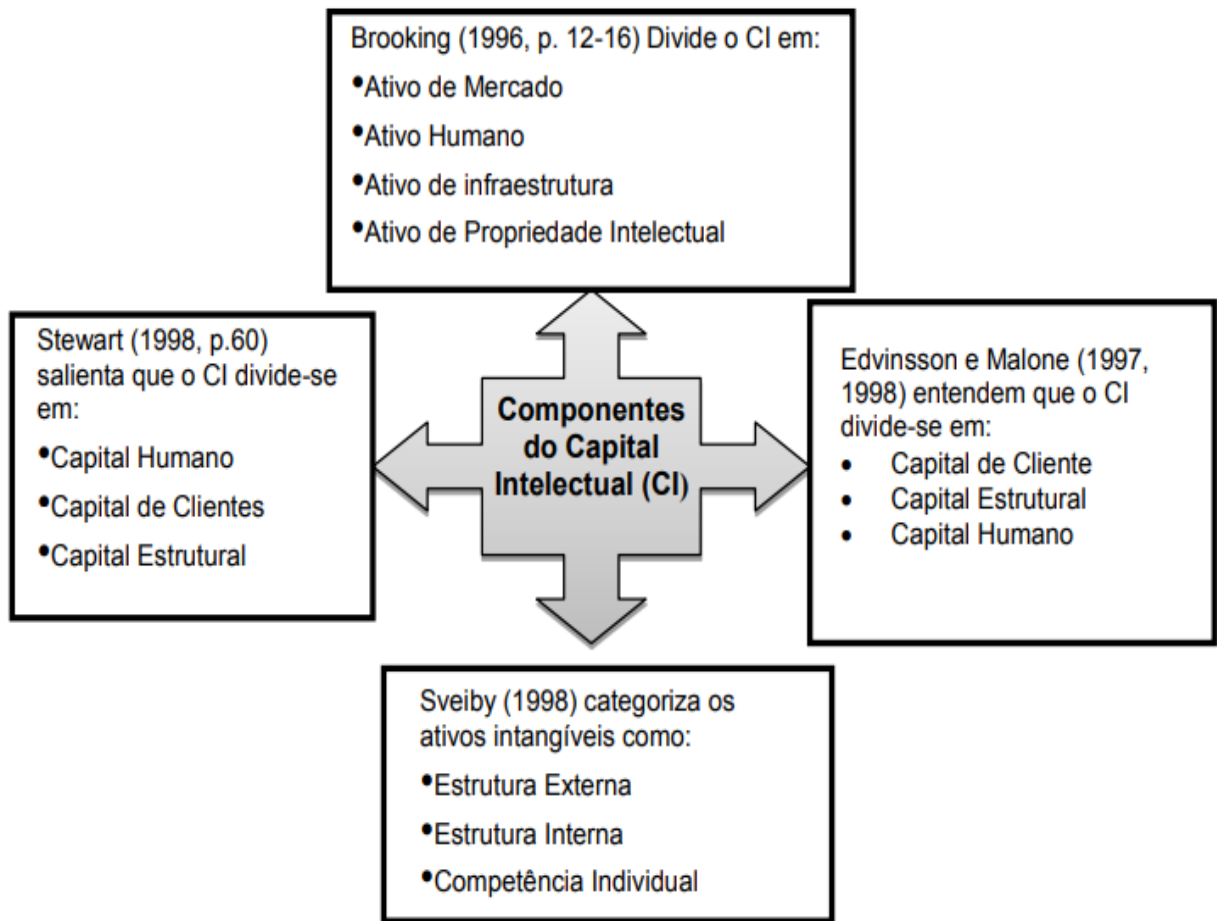 Brooking (1996, p. 12-16) Divide o CI em:
•Ativo de Mercado
•Ativo Humano
•Ativo de infraestrutura
•Ativo de Propriedade Intelectual
Stewart (1998, p.60)
salienta que o CI divide-se
em:
•Capital Humano
•Capital de Clientes
•Capital Estrutural
Componentes
do Capital
Intelectual (CI)
Edvinsson e Malone (1997,
1998) entendem que o CI
divide-se em:
• Capital de Cliente
• Capital Estrutural
• Capital Humano
Sveiby (1998) categoriza os
ativos intangíveis como:
•Estrutura Externa
•Estrutura Interna
•Competência Individual